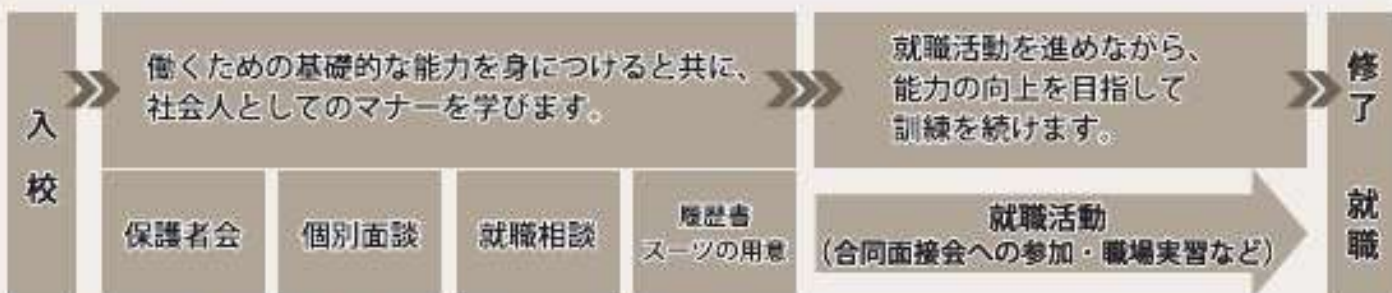 入校
働くための基礎的な能力を身につけると共に、
社会人としてのマナーを学びます。
保護者会
個別面談
就職相談
履歴書
スーツの用意
就職活動を進めながら、
能力の向上を目指して
訓練を続けます。
就職活動
(合同面接会への参加・職場実習など)
修了
就職